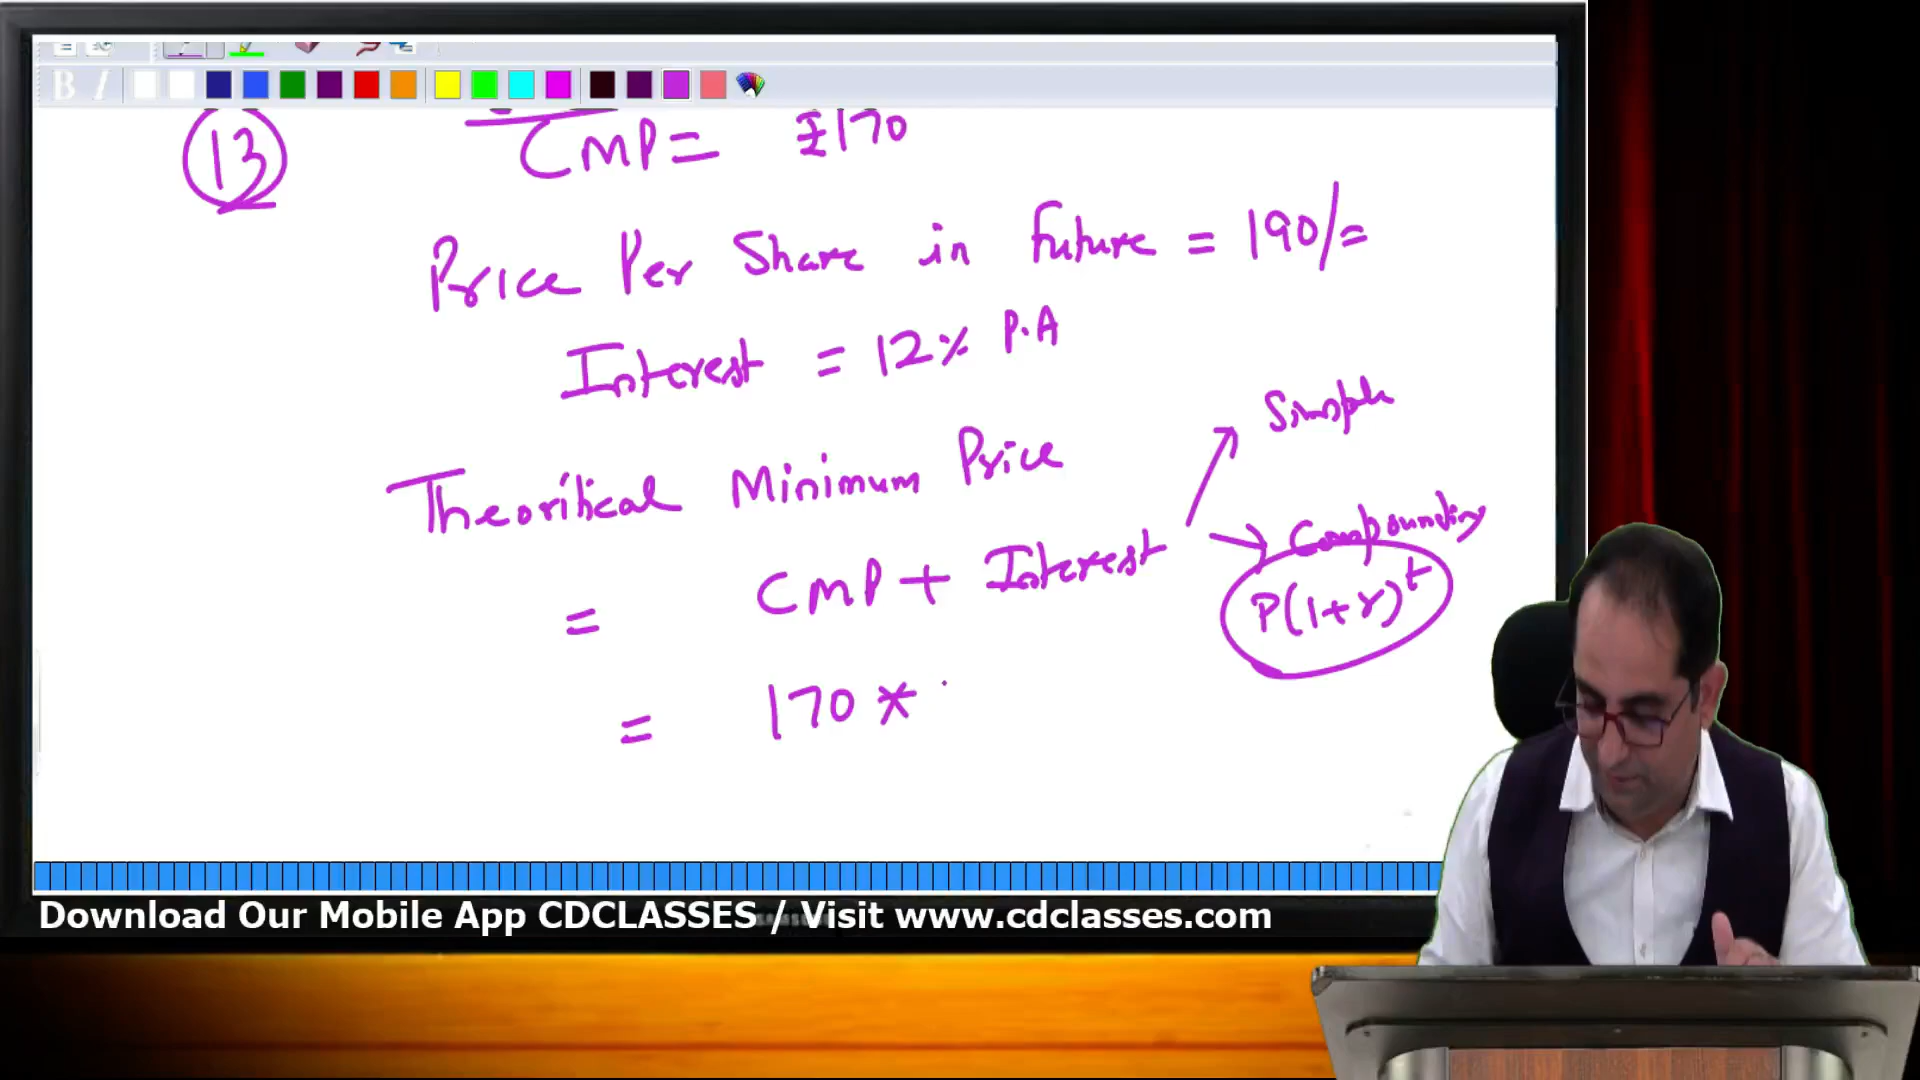 B I
13
CMP = ₹170
Price Per Share in Future = 190/=
Interest = 12% P.A
Simple
Theoritical Minimum Price
Compounding
= CMP + Interest
P(1+r)^t
= 170 *
Download Our Mobile App CDCLASSES / Visit www.cdclasses.com